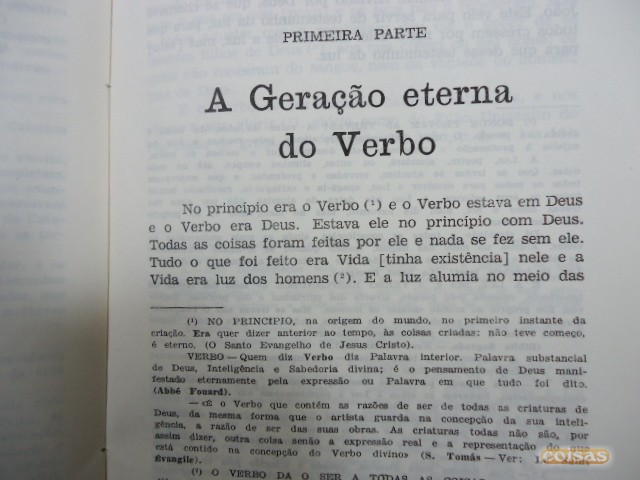 PRIMEIRA PARTE
A Geração eterna
do Verbo
No princípio era o Verbo (¹) e o Verbo estava em Deus
e o Verbo era Deus. Estava ele no princípio com Deus.
Todas as coisas foram feitas por ele e nada se fez sem ele.
Tudo o que foi feito era Vida [tinha existência] nele e a
Vida era luz dos homens (²). E a luz alumia no meio das
(¹) NO PRINCIPIO, na origem do mundo, no primeiro instante da
criação. Era quer dizer anterior ao tempo, às coisas criadas: não teve começo,
é eterno. (O Santo Evangelho de Jesus Cristo).
VERBO — Quem diz Verbo diz Palavra interior. Palavra substancial
de Deus, Inteligência e Sabedoria divina; é o pensamento de Deus mani-
festado eternamente pela expressão ou Palavra em que tudo foi dito.
(Abbé Fouard).
— «É o Verbo que contém as razões de ser de todas as criaturas de
Deus, da mesma forma que o artista guarda na concepção da sua inteli-
gência, a razão de ser das suas obras. As criaturas todas não são, por
assim dizer, outra coisa senão a expressão real e a representação do que
está contido na concepção do Verbo divino» (S. Tomás — Ver:
Évangile).
(²) O VERBO DA O SER A TODAS AS
coisas